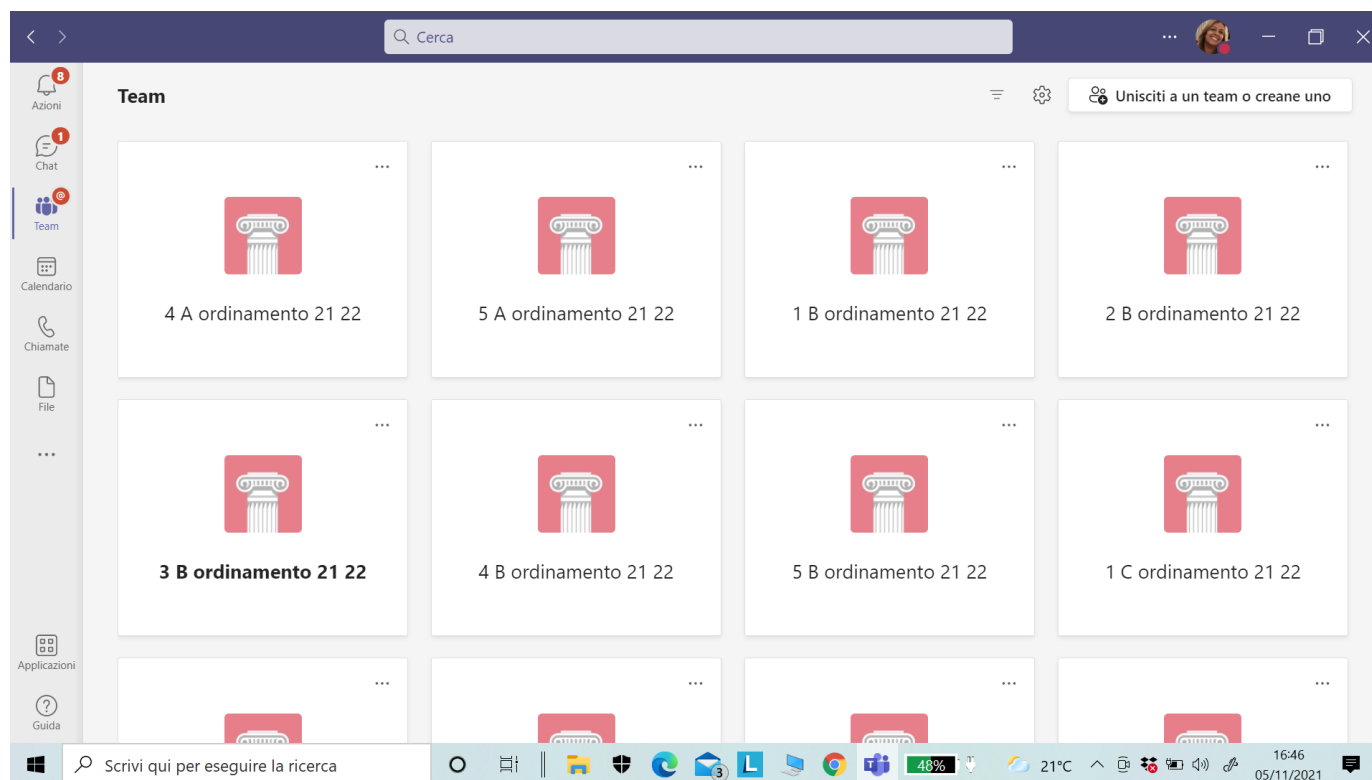 Cerca
8
Azioni
1
Chat
@
Team
Calendario
Chiamate
File
Applicazioni
Guida
Team
Unisciti a un team o creane uno
4 A ordinamento 21 22
5 A ordinamento 21 22
1 B ordinamento 21 22
2 B ordinamento 21 22
3 B ordinamento 21 22
4 B ordinamento 21 22
5 B ordinamento 21 22
1 C ordinamento 21 22
Scrivi qui per eseguire la ricerca
3
L
48%
21°C
16:46
05/11/2021